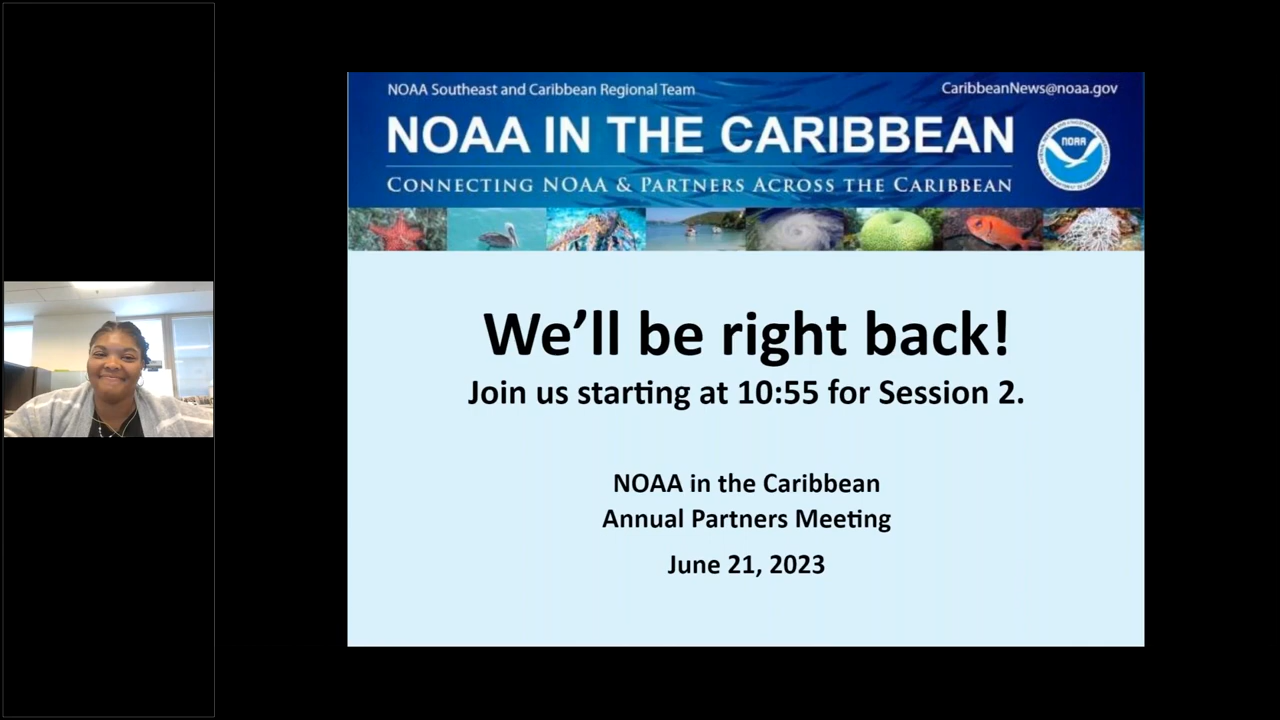 NOAA Southeast and Caribbean Regional Team
CaribbeanNews@noaa.gov
NOAA IN THE CARIBBEAN
CONNECTING NOAA & PARTNERS ACROSS THE CARIBBEAN
NOAA
We'll be right back!
Join us starting at 10:55 for Session 2.
NOAA in the Caribbean
Annual Partners Meeting
June 21, 2023